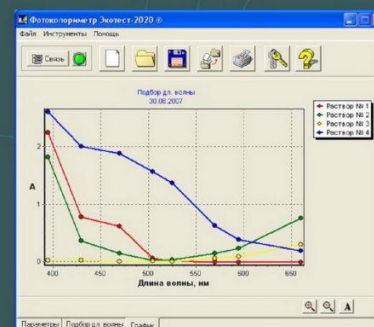 Фотоколориметр Экотест-2020 ®
Файл Инструменты Помощь
Связь
Подбор дл. волны
30.08.2007
Раствор № 1
Раствор № 2
Раствор № 3
Раствор № 4
2
A
1
0
400 450 500 550 600 650
Длина волны, нм
A
Параметры Подбор дл. волны График